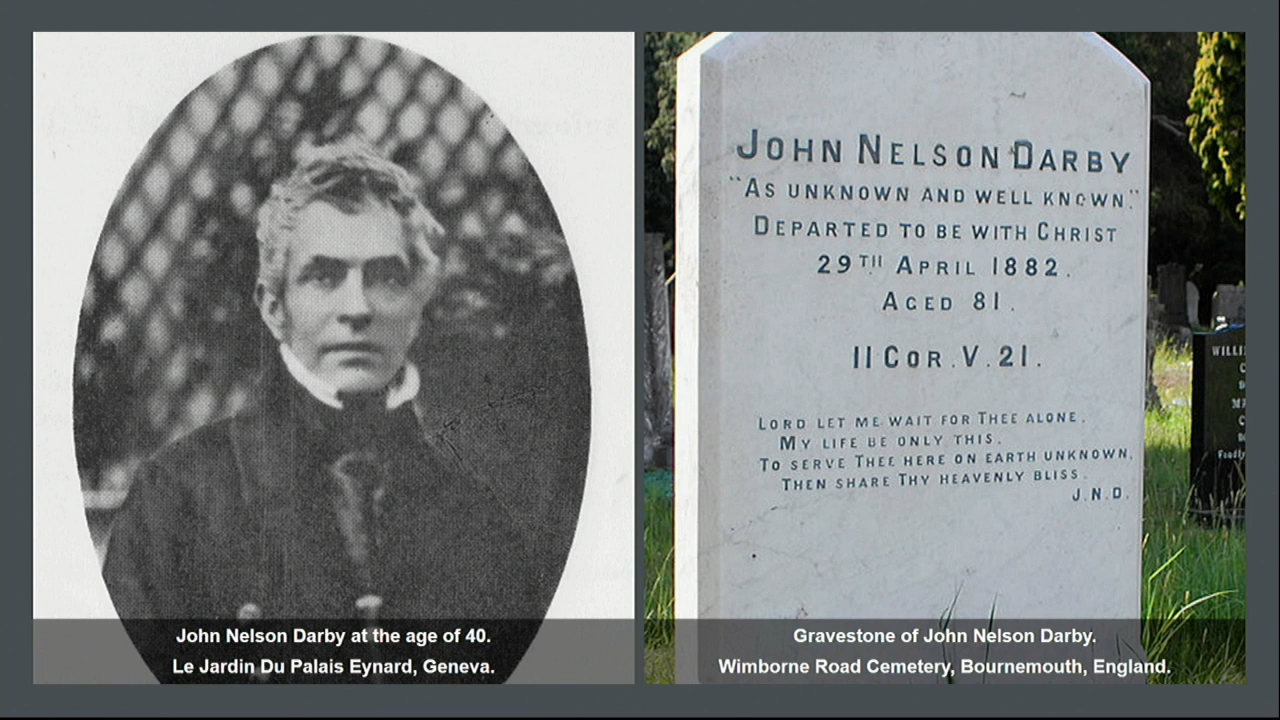 John Nelson Darby at the age of 40.
Le Jardin Du Palais Eynard, Geneva.
JOHN NELSON DARBY
"AS UNKNOWN AND WELL KNOWN."
DEPARTED TO BE WITH CHRIST
29TH APRIL 1882.
AGED 81.
II COR. V. 21.
LORD LET ME WAIT FOR THEE ALONE.
MY LIFE BE ONLY THIS.
TO SERVE THEE HERE ON EARTH UNKNOWN,
THEN SHARE THY HEAVENLY BLISS.
J.N.D.
Gravestone of John Nelson Darby.
Wimborne Road Cemetery, Bournemouth, England.